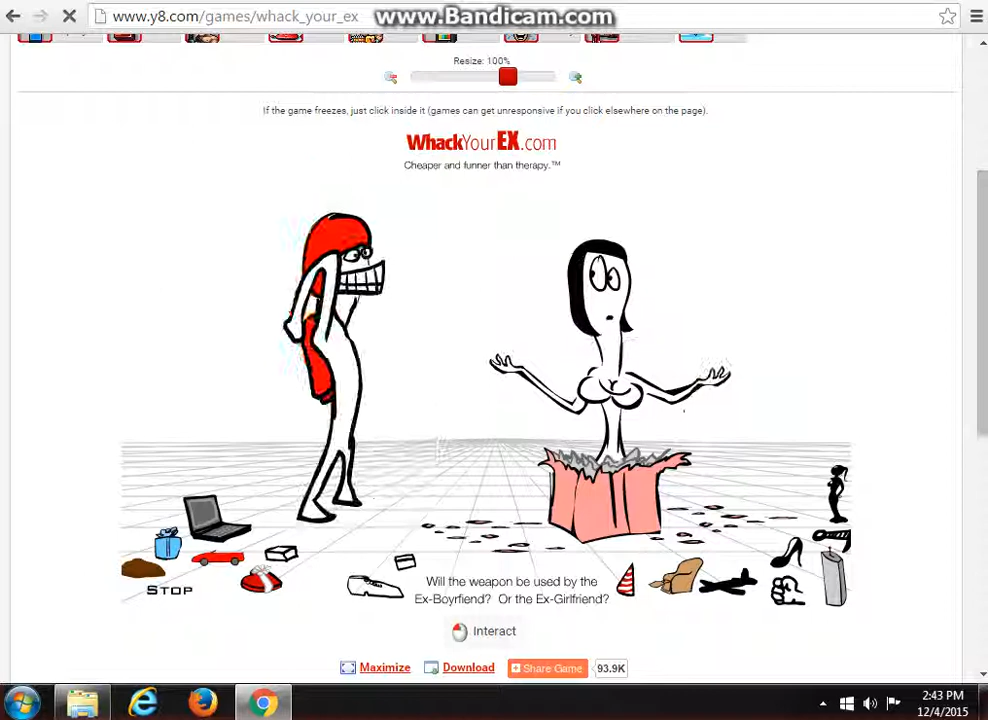 www.y8.com/games/whack_your_ex
www.Bandicam.com
Resize: 100%
If the game freezes, just click inside it (games can get unresponsive if you click elsewhere on the page).
WhackYourEX.com
Cheaper and funner than therapy.™
STOP
Will the weapon be used by the
Ex-Boyrfiend? Or the Ex-Girlfriend?
Interact
Maximize
Download
Share Game
93.9K
2:43 PM
12/4/2015